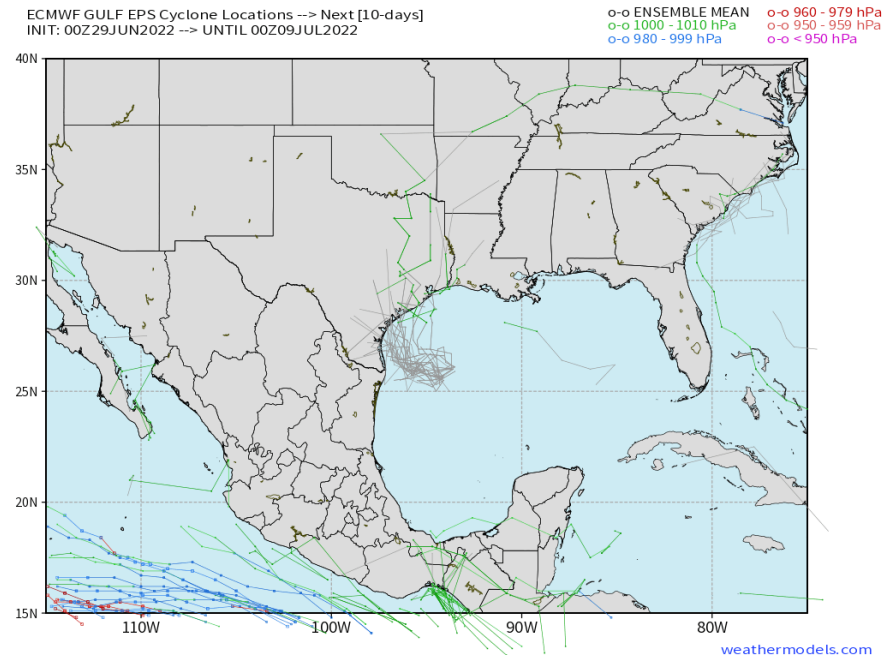 ECMWF GULF EPS Cyclone Locations --> Next [10-days]
INIT: 00Z29JUN2022 --> UNTIL 00Z09JUL2022
o-o ENSEMBLE MEAN
o-o 1000 - 1010 hPa
o-o 980 - 999 hPa
o-o 960 - 979 hPa
o-o 950 - 959 hPa
o-o < 950 hPa
40N
35N
30N
25N
20N
15N
110W 100W 90W 80W
weathermodels.com